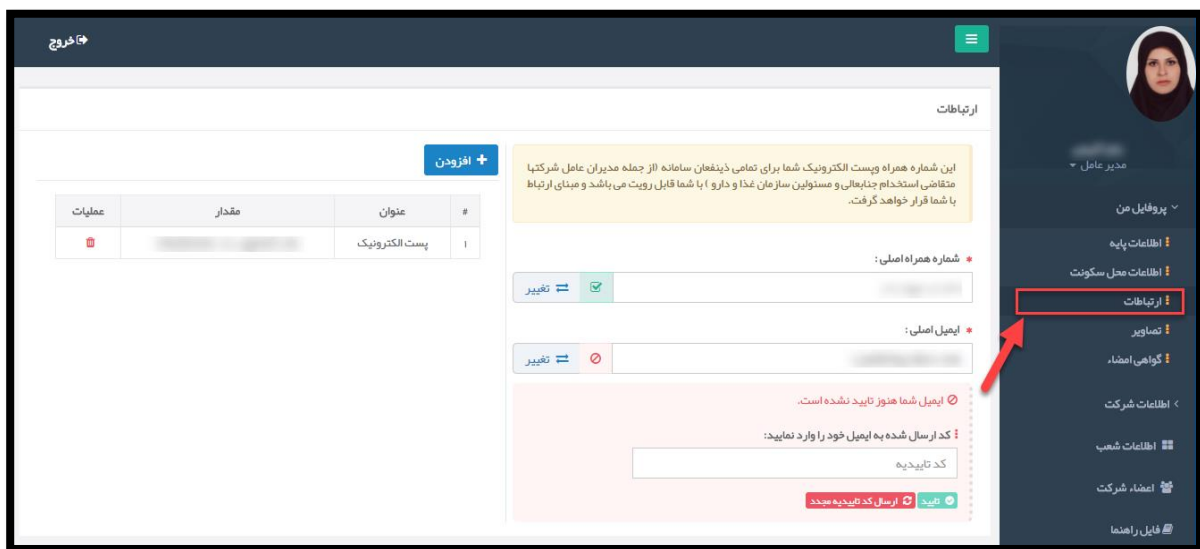 خروج
مدیر عامل
پروفایل من
اطلاعات پایه
اطلاعات محل سکونت
ارتباطات
تصاویر
گواهی امضاء
اطلاعات شرکت
اطلاعات شعب
اعضاء شرکت
فایل راهنما
ارتباطات
این شماره همراه وپست الکترونیک شما برای تمامی ذینفعان سامانه (از جمله مدیران عامل شرکتها
متقاضی استخدام جنابعالی و مسئولین سازمان غذا و دارو ) با شما قابل رویت می باشد و مبنای ارتباط
با شما قرار خواهد گرفت.
* شماره همراه اصلی :
تغییر
* ایمیل اصلی :
تغییر
ایمیل شما هنوز تایید نشده است.
کد ارسال شده به ایمیل خود را وارد نمایید:
کد تاییدیه
تایید ارسال کد تاییدیه مجدد
+ افزودن
# عنوان مقدار عملیات
۱ پست الکترونیک